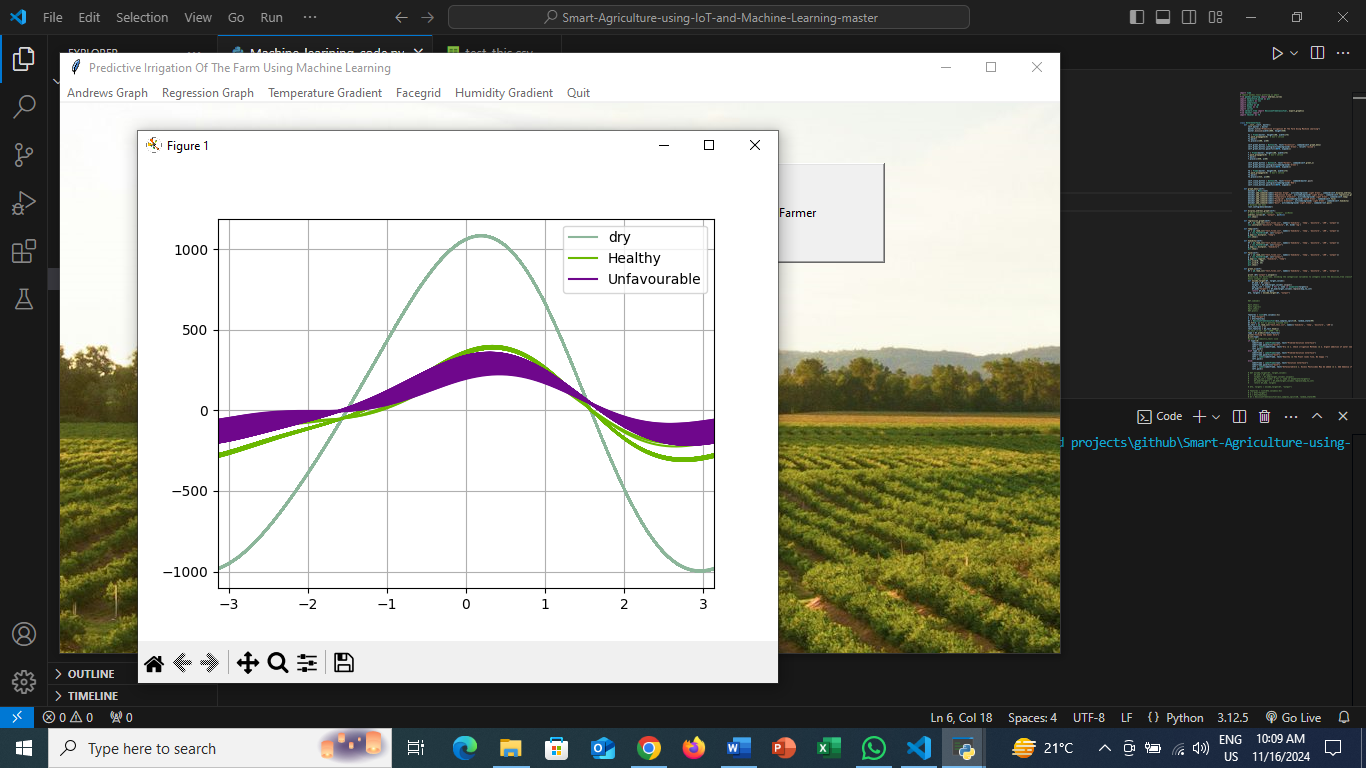 File Edit Selection View Go Run ···
Smart-Agriculture-using-IoT-and-Machine-Learning-master
EXPLORER
Machine_learining_code.py
test_this.csv
Predictive Irrigation Of The Farm Using Machine Learning
Andrews Graph Regression Graph Temperature Gradient Facegrid Humidity Gradient Quit
Figure 1
Farmer
dry
Healthy
Unfavourable
1000
500
0
−500
−1000
−3 −2 −1 0 1 2 3
Code
projects\github\Smart-Agriculture-using-
OUTLINE
TIMELINE
0 0 0
Ln 6, Col 18 Spaces: 4 UTF-8 LF { } Python 3.12.5 Go Live
Type here to search
21°C
ENG
US
10:09 AM
11/16/2024